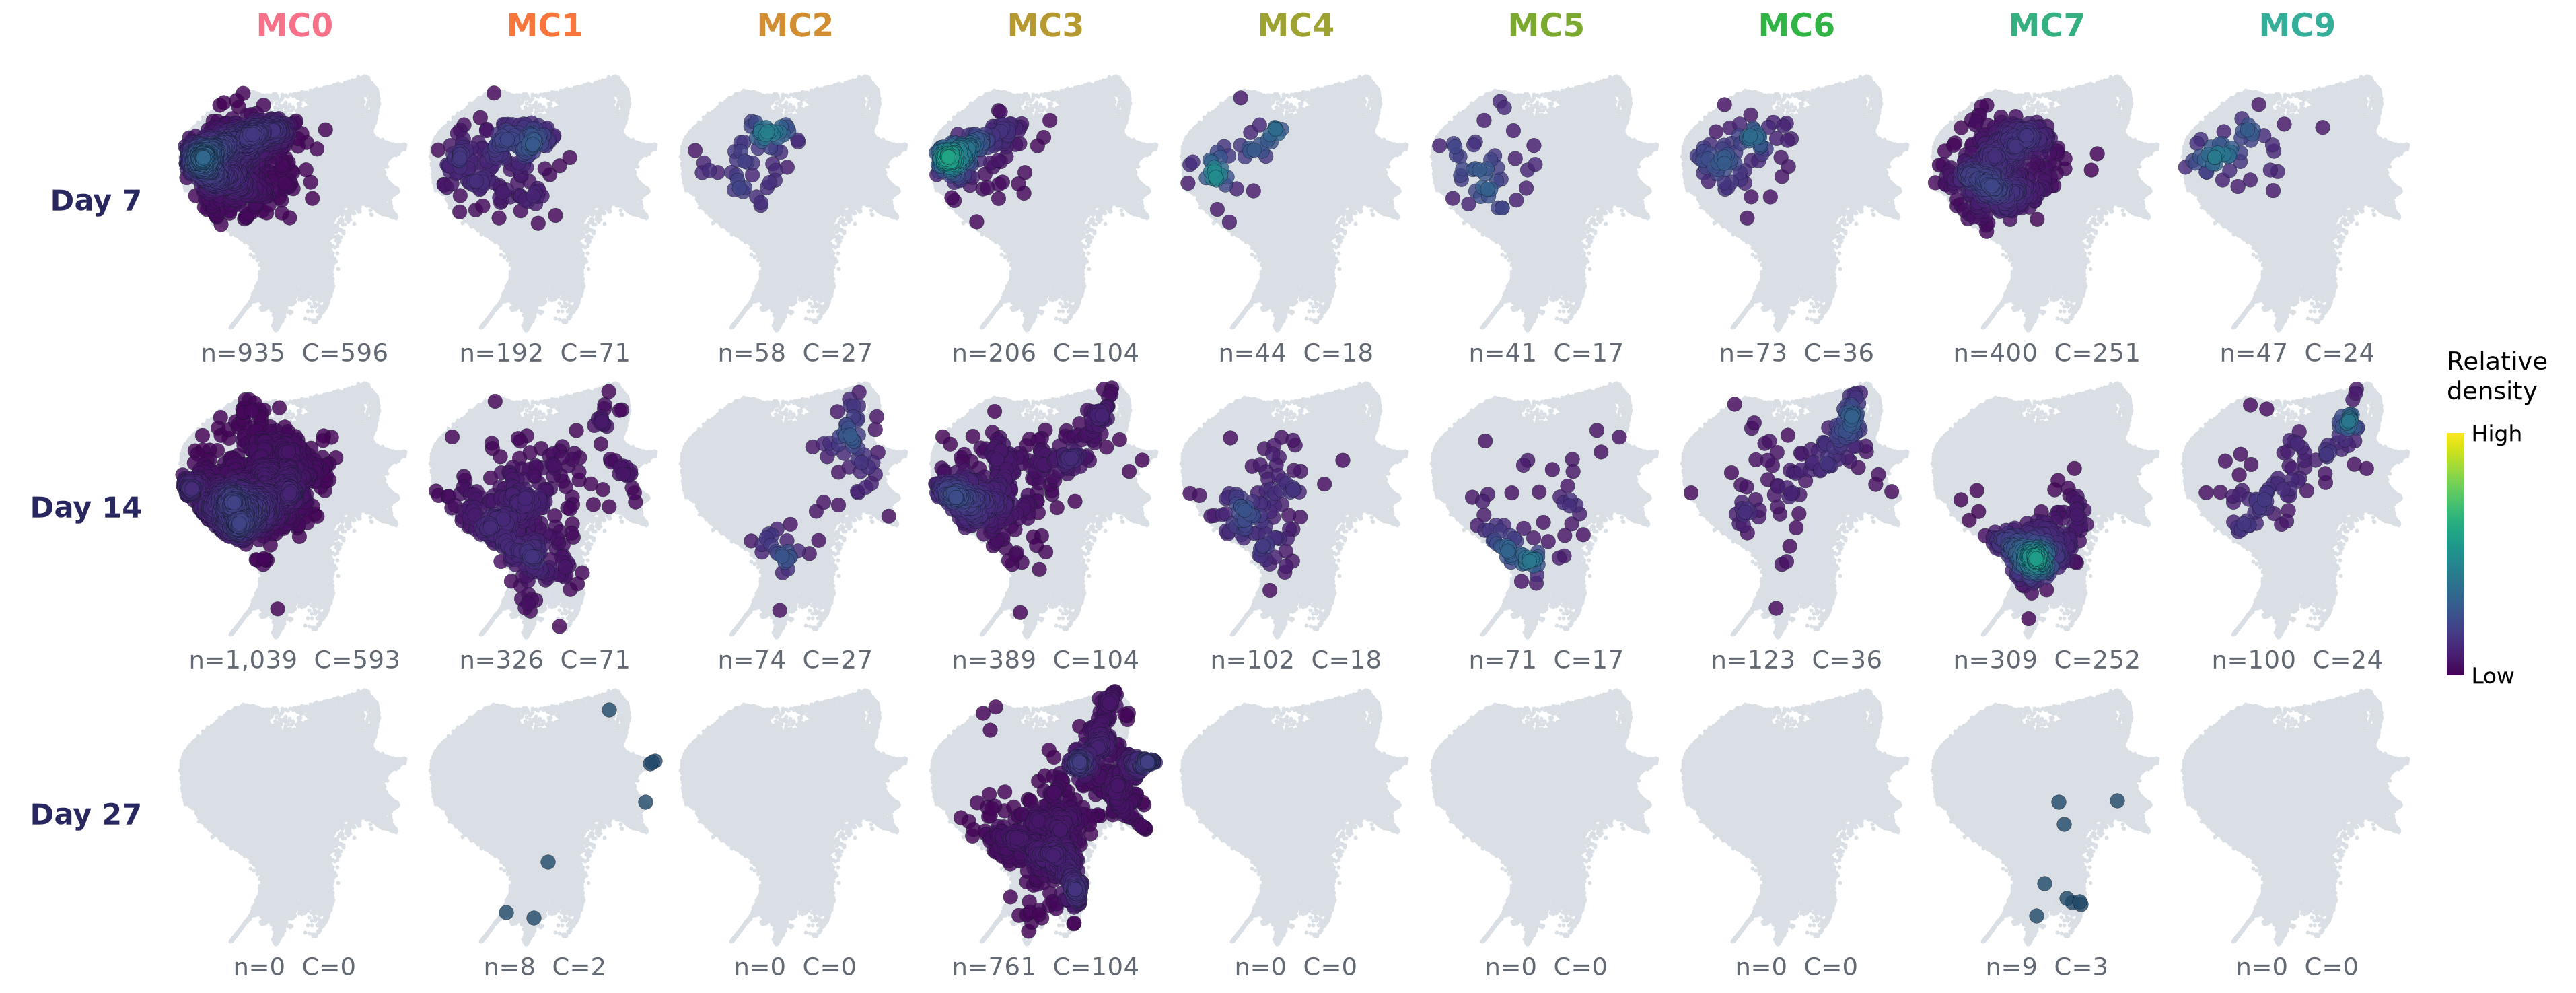 MC0 MC1 MC2 MC3 MC4 MC5 MC6 MC7 MC9
Day 7
n=935 C=596 n=192 C=71 n=58 C=27 n=206 C=104 n=44 C=18 n=41 C=17 n=73 C=36 n=400 C=251 n=47 C=24
Relative
density
High
Low
Day 14
n=1,039 C=593 n=326 C=71 n=74 C=27 n=389 C=104 n=102 C=18 n=71 C=17 n=123 C=36 n=309 C=252 n=100 C=24
Day 27
n=0 C=0 n=8 C=2 n=0 C=0 n=761 C=104 n=0 C=0 n=0 C=0 n=0 C=0 n=9 C=3 n=0 C=0